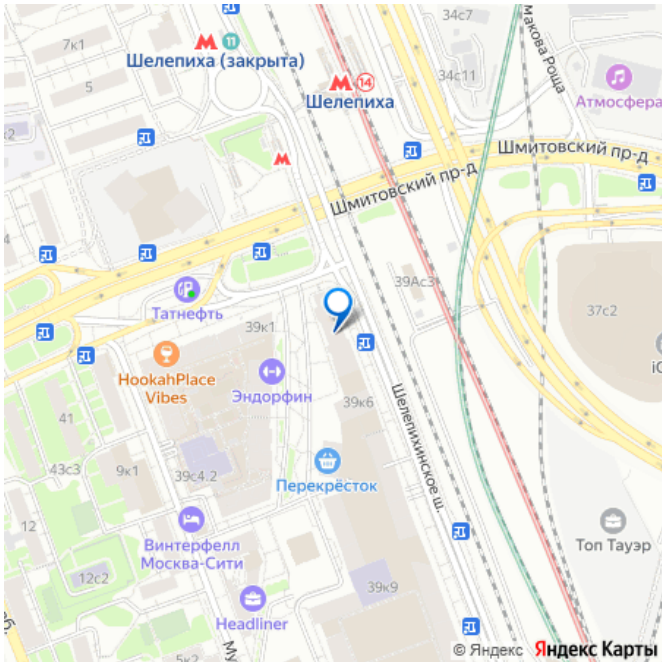 34с7
7к1
11
Шелепиха (закрыта)
5
14
Шелепиха
34с11
Атмосфера
Шмитовский пр-д
Шмитовский пр-д
39Ас3
37с2
Татнефть
39к1
HookahPlace
Vibes
Эндорфин
39к6
Шелепихинское ш.
41
43с3
9к1
39с4.2
Перекрёсток
12
Винтерфелл
Москва-Сити
Топ Тауэр
12с2
39к9
Headliner
5к2
© Яндекс Яндекс Карты